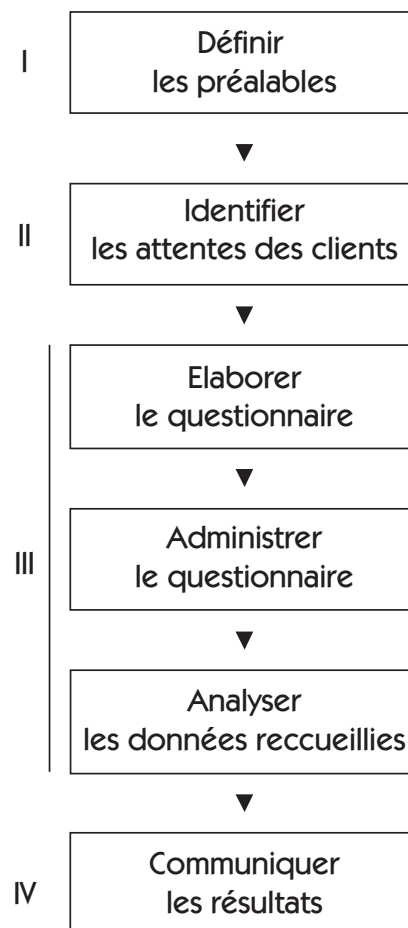 I
Définir
les préalables
▼
II
Identifier
les attentes des clients
▼
Elaborer
le questionnaire
▼
III
Administrer
le questionnaire
▼
Analyser
les données reccueillies
▼
IV
Communiquer
les résultats